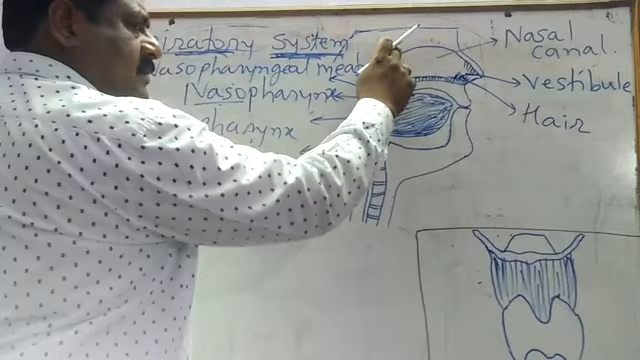 iratory system
Nasopharyngeal meat
Nasopharynx
pharynx
Nasal
canal.
Vestibule
Hair